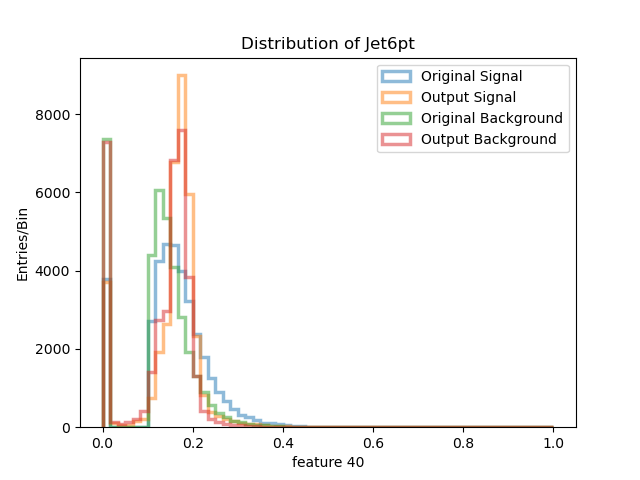 Distribution of Jet6pt
Original Signal
Output Signal
Original Background
Output Background
Entries/Bin
8000
6000
4000
2000
0
0.0 0.2 0.4 0.6 0.8 1.0
feature 40